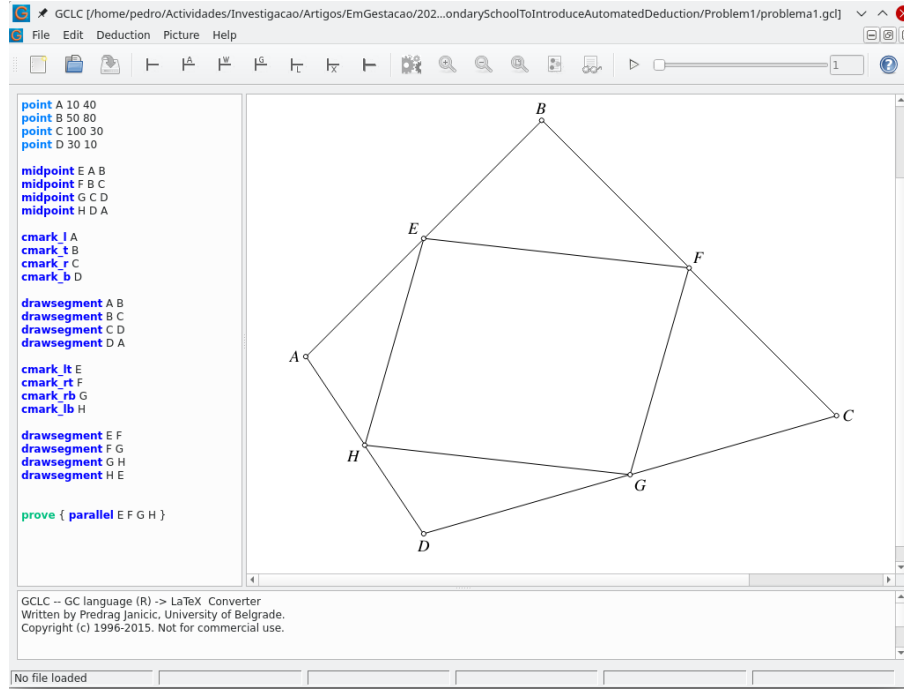 GCLC [/home/pedro/Actividades/Investigacao/Artigos/EmGestacao/202...ondarySchoolToIntroduceAutomatedDeduction/Problem1/problema1.gcl]
File Edit Deduction Picture Help
A W G L X
1
point A 10 40
point B 50 80
point C 100 30
point D 30 10
midpoint E A B
midpoint F B C
midpoint G C D
midpoint H D A
cmark_l A
cmark_t B
cmark_r C
cmark_b D
drawsegment A B
drawsegment B C
drawsegment C D
drawsegment D A
cmark_lt E
cmark_rt F
cmark_rb G
cmark_lb H
drawsegment E F
drawsegment F G
drawsegment G H
drawsegment H E
prove { parallel E F G H }
B
E
F
A
C
H
G
D
GCLC -- GC language (R) -> LaTeX Converter
Written by Predrag Janicic, University of Belgrade.
Copyright (c) 1996-2015. Not for commercial use.
No file loaded